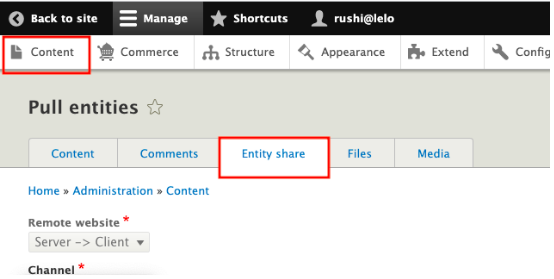 Back to site Manage Shortcuts rushi@lelo
Content Commerce Structure Appearance Extend Config
Pull entities
Content Comments Entity share Files Media
Home » Administration » Content
Remote website *
Server -> Client
Channel *